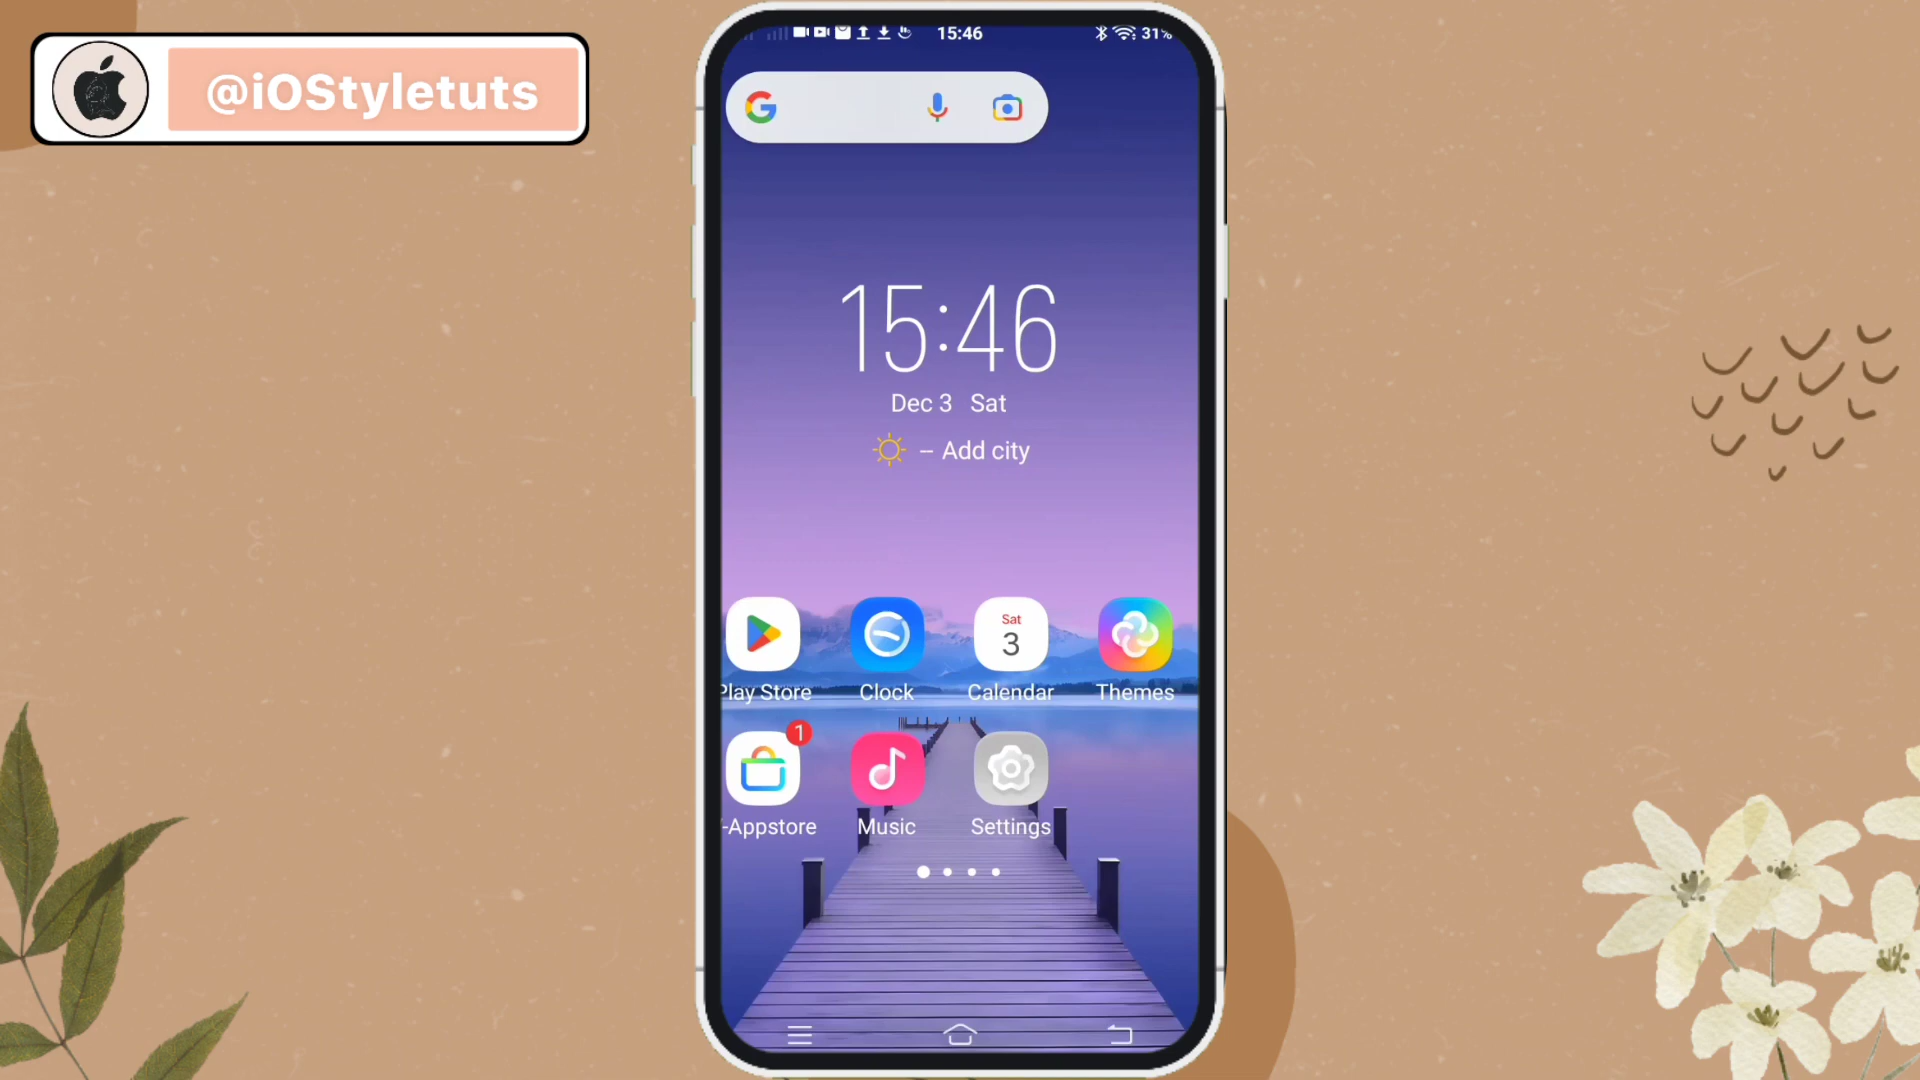 @iOStyletuts
15:46
31%
15:46
Dec 3 Sat
– Add city
Sat
3
Play Store
Clock
Calendar
Themes
1
-Appstore
Music
Settings